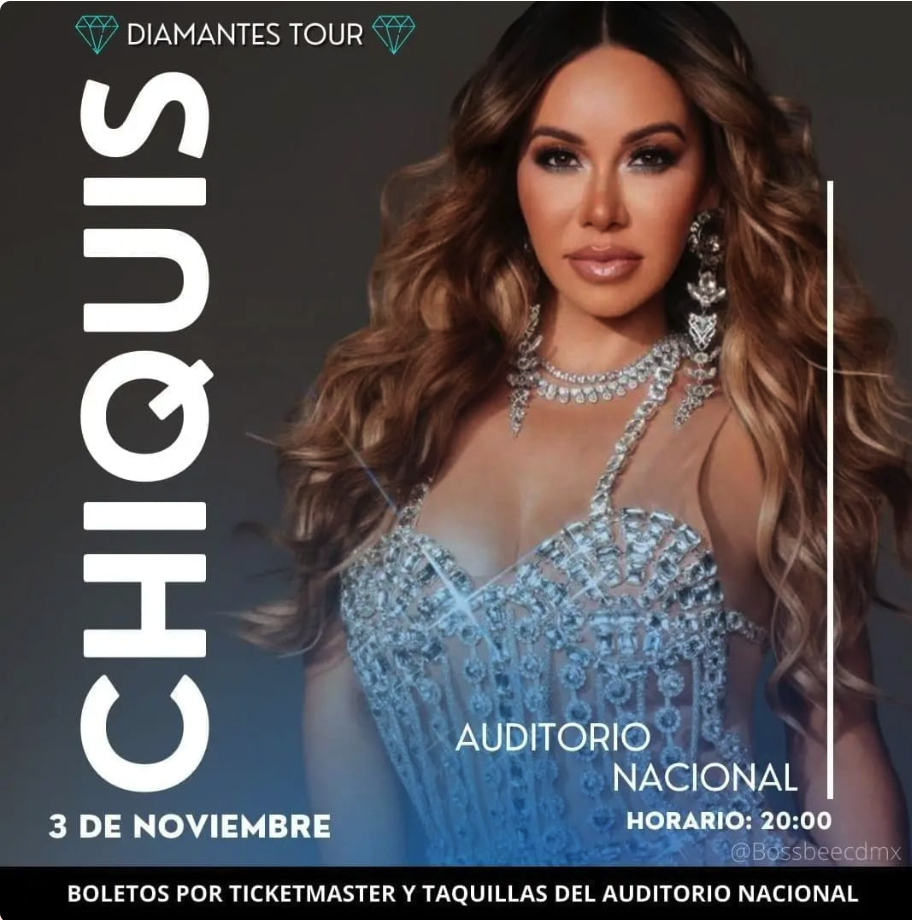 DIAMANTES TOUR
CHIQUIS
AUDITORIO
NACIONAL
3 DE NOVIEMBRE
HORARIO: 20:00
@Bossbeecdmx
BOLETOS POR TICKETMASTER Y TAQUILLAS DEL AUDITORIO NACIONAL